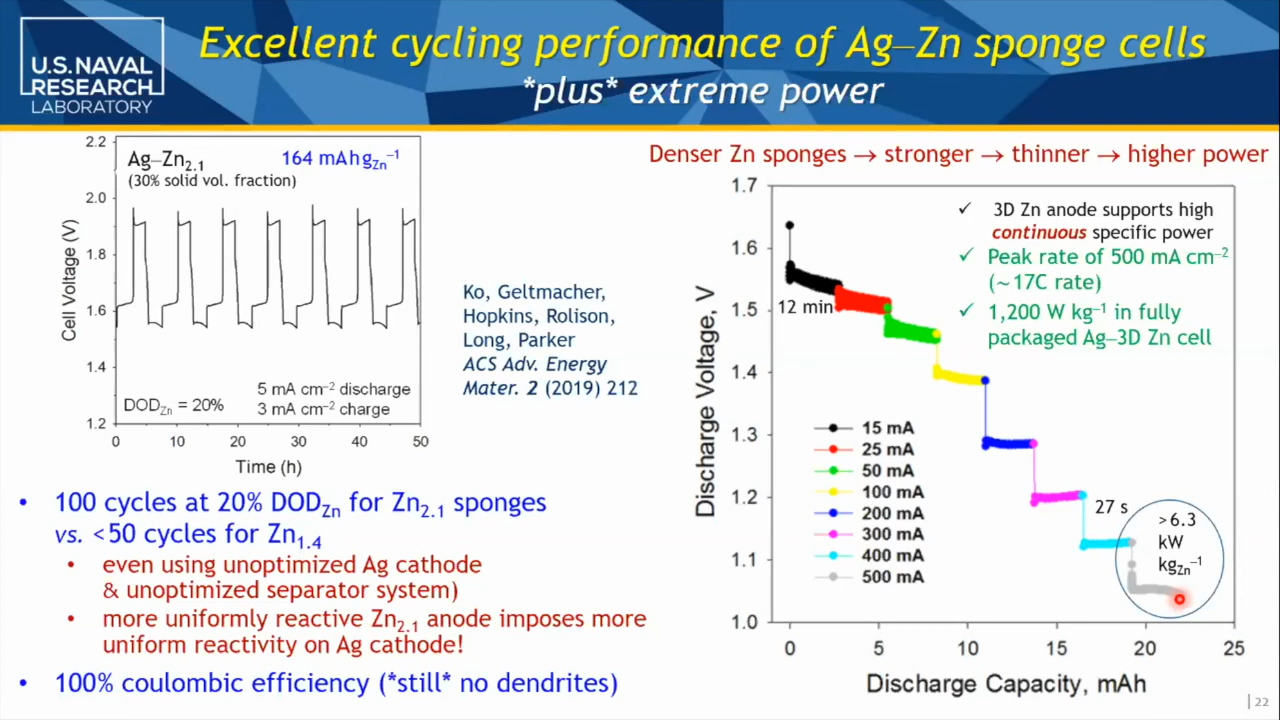 U.S. NAVAL
RESEARCH
LABORATORY
Excellent cycling performance of Ag–Zn sponge cells
*plus* extreme power
2.2
2.0
1.8
1.6
1.4
1.2
Cell Voltage (V)
Ag–Zn2.1
(30% solid vol. fraction)
164 mAh gZn⁻¹
DODZn = 20%
5 mA cm⁻² discharge
3 mA cm⁻² charge
0 10 20 30 40 50
Time (h)
Ko, Geltmacher,
Hopkins, Rolison,
Long, Parker
ACS Adv. Energy
Mater. 2 (2019) 212
• 100 cycles at 20% DODZn for Zn2.1 sponges
vs. <50 cycles for Zn1.4
• even using unoptimized Ag cathode
& unoptimized separator system)
• more uniformly reactive Zn2.1 anode imposes more
uniform reactivity on Ag cathode!
• 100% coulombic efficiency (*still* no dendrites)
Denser Zn sponges → stronger → thinner → higher power
1.7
1.6
1.5
1.4
1.3
1.2
1.1
1.0
Discharge Voltage, V
✓ 3D Zn anode supports high
continuous specific power
✓ Peak rate of 500 mA cm⁻²
(~17C rate)
✓ 1,200 W kg⁻¹ in fully
packaged Ag–3D Zn cell
12 min
15 mA
25 mA
50 mA
100 mA
200 mA
300 mA
400 mA
500 mA
27 s
>6.3
kW
kgZn⁻¹
0 5 10 15 20 25
Discharge Capacity, mAh
| 22